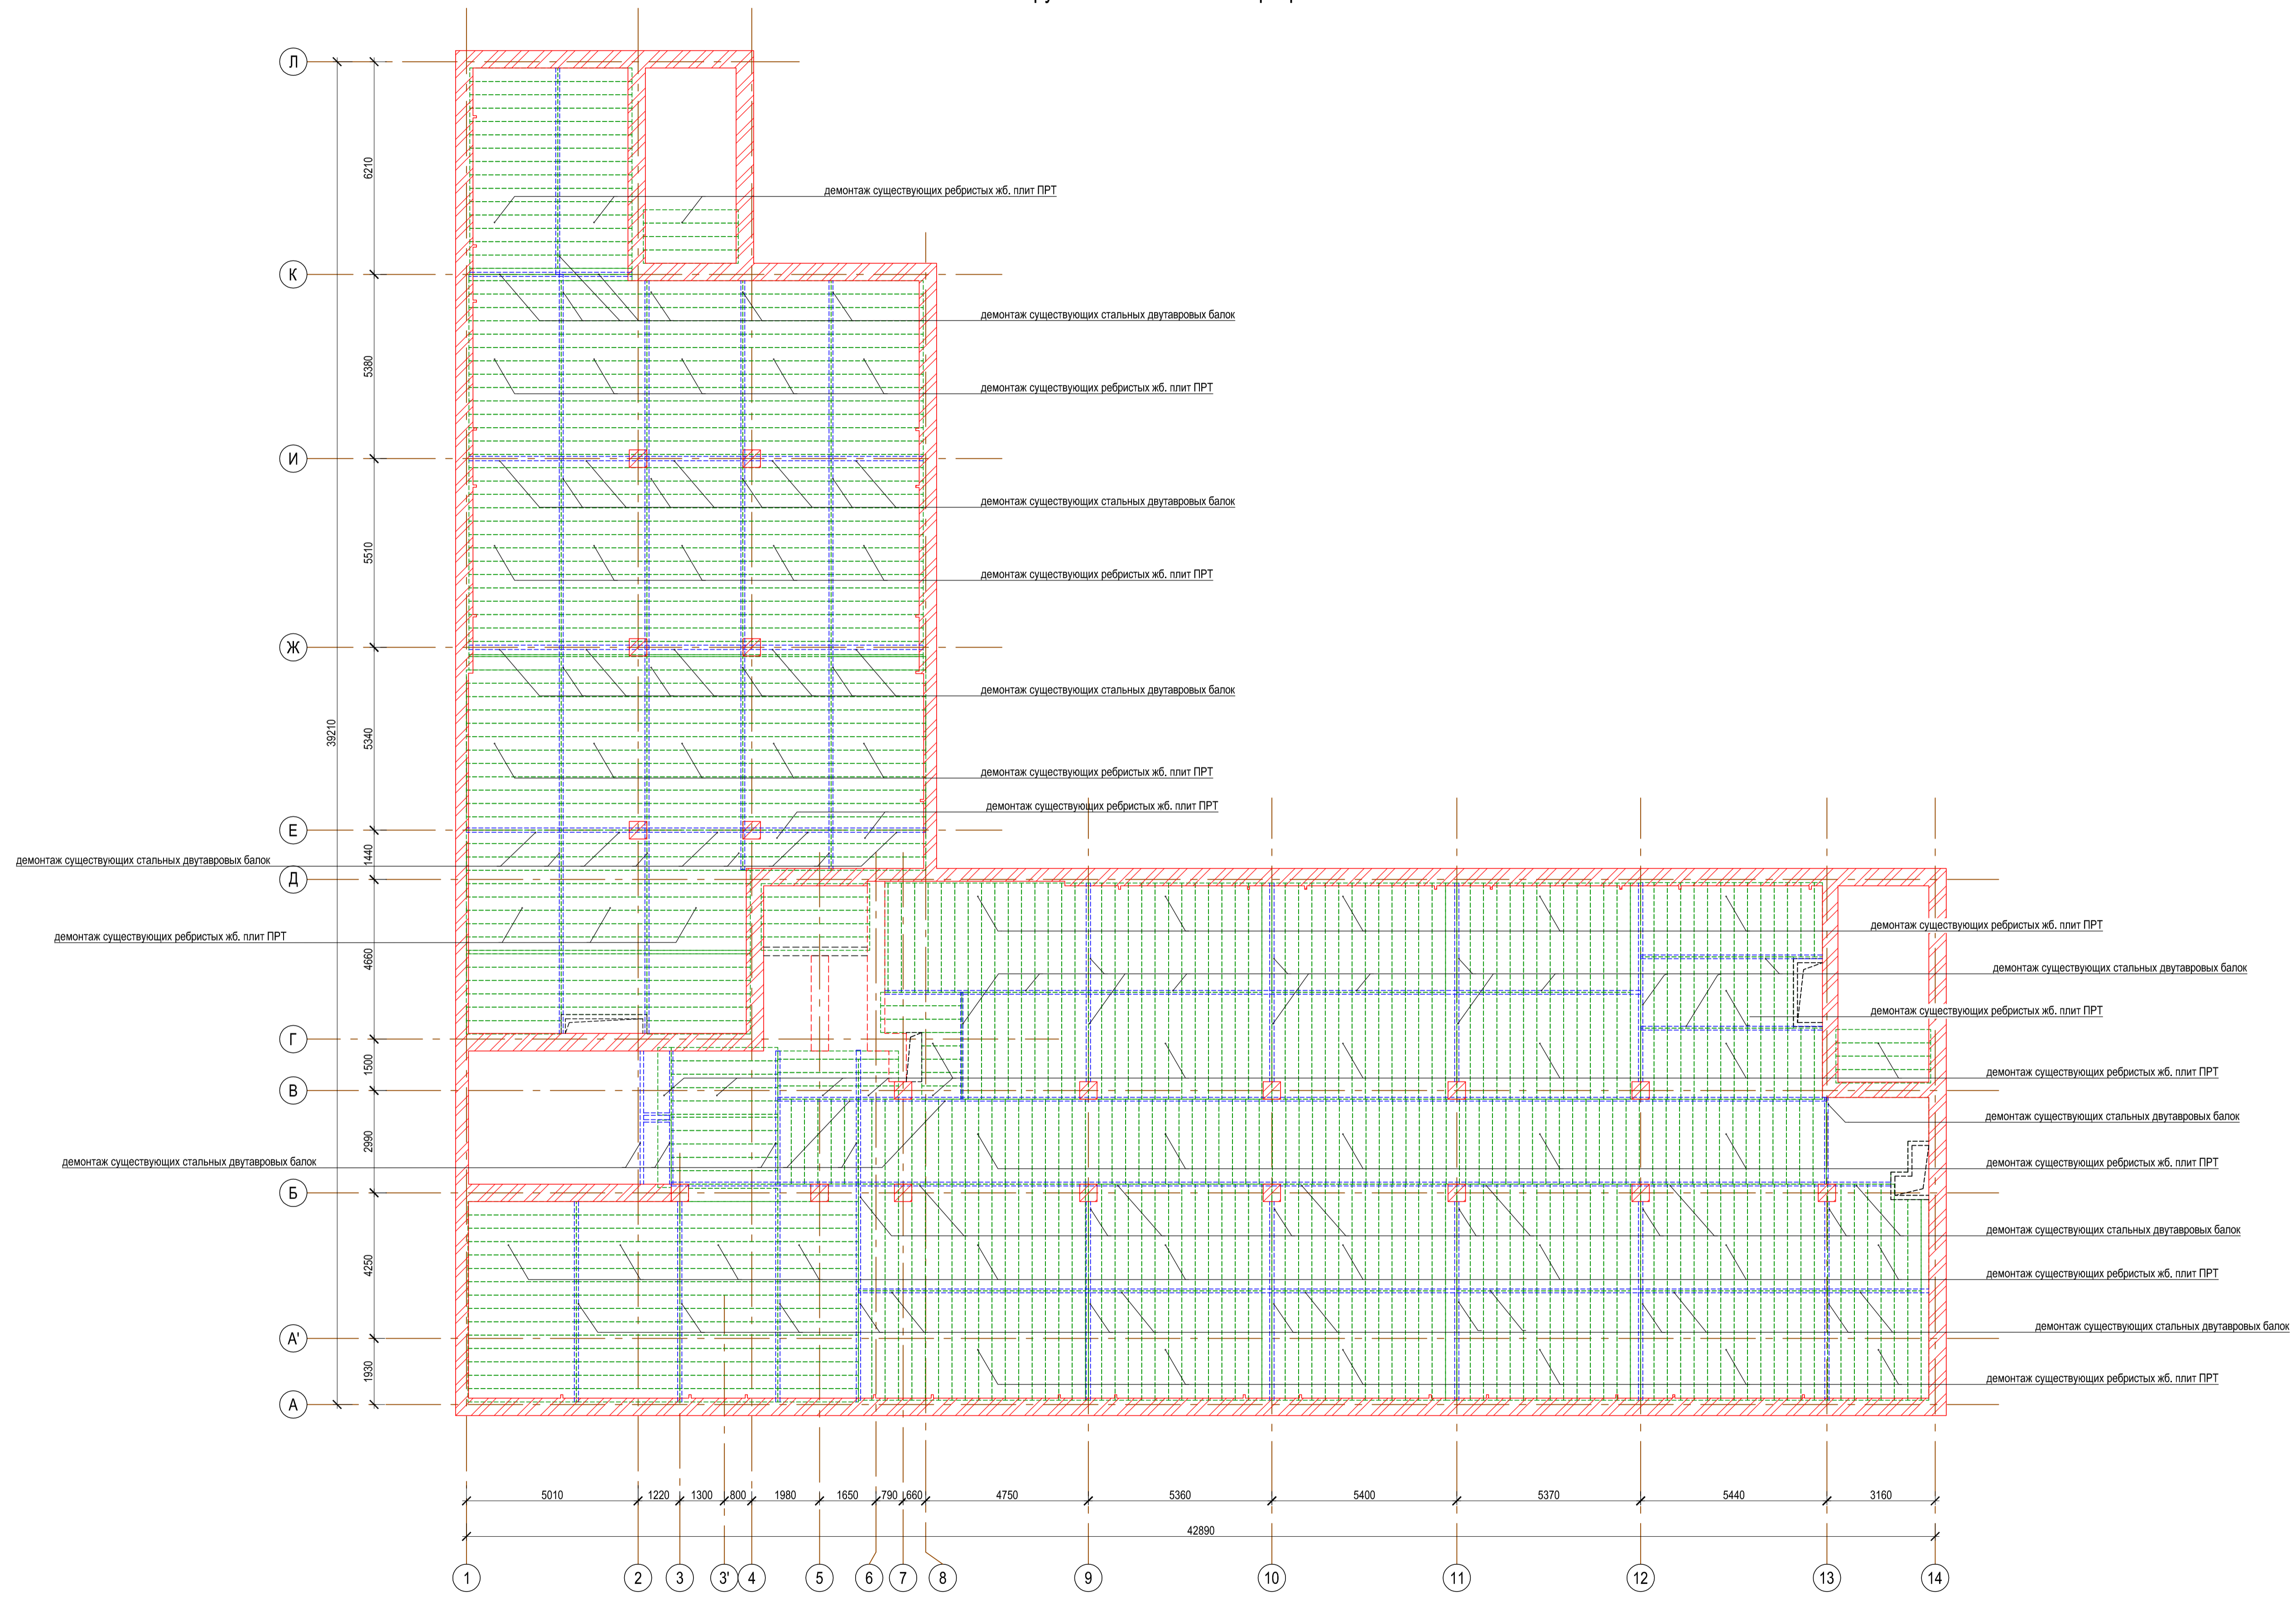 Л
6210
демонтаж существующих ребристых жб. плит ПРТ
К
демонтаж существующих стальных двутавровых балок
5380
демонтаж существующих ребристых жб. плит ПРТ
И
демонтаж существующих стальных двутавровых балок
5510
демонтаж существующих ребристых жб. плит ПРТ
Ж
демонтаж существующих стальных двутавровых балок
39210
5340
демонтаж существующих ребристых жб. плит ПРТ
демонтаж существующих ребристых жб. плит ПРТ
Е
1440
демонтаж существующих стальных двутавровых балок
Д
демонтаж существующих ребристых жб. плит ПРТ
демонтаж существующих ребристых жб. плит ПРТ
4660
демонтаж существующих стальных двутавровых балок
демонтаж существующих ребристых жб. плит ПРТ
Г
1500
демонтаж существующих ребристых жб. плит ПРТ
В
демонтаж существующих стальных двутавровых балок
2990
демонтаж существующих стальных двутавровых балок
демонтаж существующих ребристых жб. плит ПРТ
Б
демонтаж существующих стальных двутавровых балок
4250
демонтаж существующих ребристых жб. плит ПРТ
А'
демонтаж существующих стальных двутавровых балок
1930
демонтаж существующих ребристых жб. плит ПРТ
А
5010 1220 1300 800 1980 1650 790 660 4750 5360 5400 5370 5440 3160
42890
1 2 3 3' 4 5 6 7 8 9 10 11 12 13 14